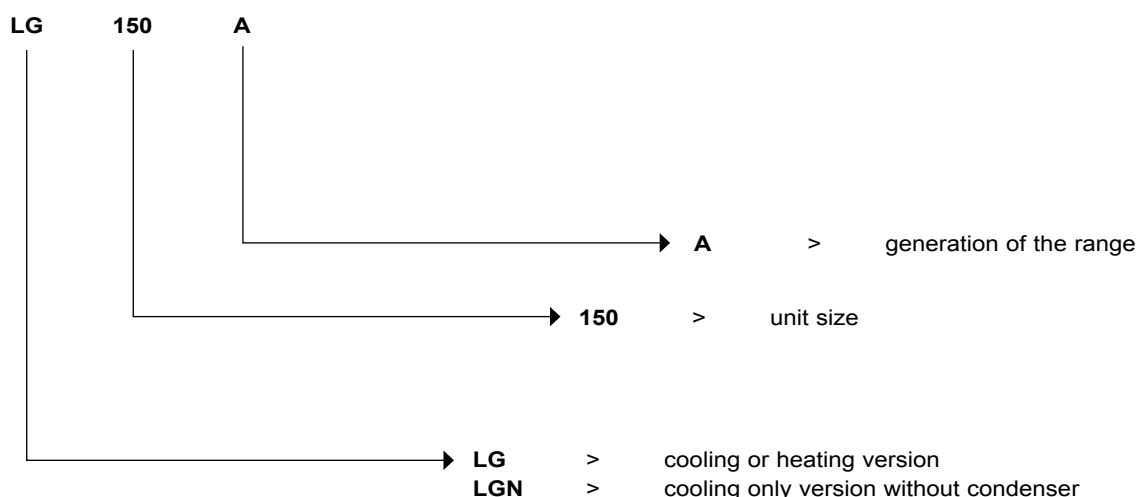 LG 150 A
A > generation of the range
150 > unit size
LG > cooling or heating version
LGN > cooling only version without condenser